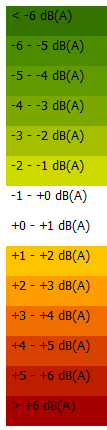 < -6 dB(A)
-6 - -5 dB(A)
-5 - -4 dB(A)
-4 - -3 dB(A)
-3 - -2 dB(A)
-2 - -1 dB(A)
-1 - +0 dB(A)
+0 - +1 dB(A)
+1 - +2 dB(A)
+2 - +3 dB(A)
+3 - +4 dB(A)
+4 - +5 dB(A)
+5 - +6 dB(A)
> +6 dB(A)